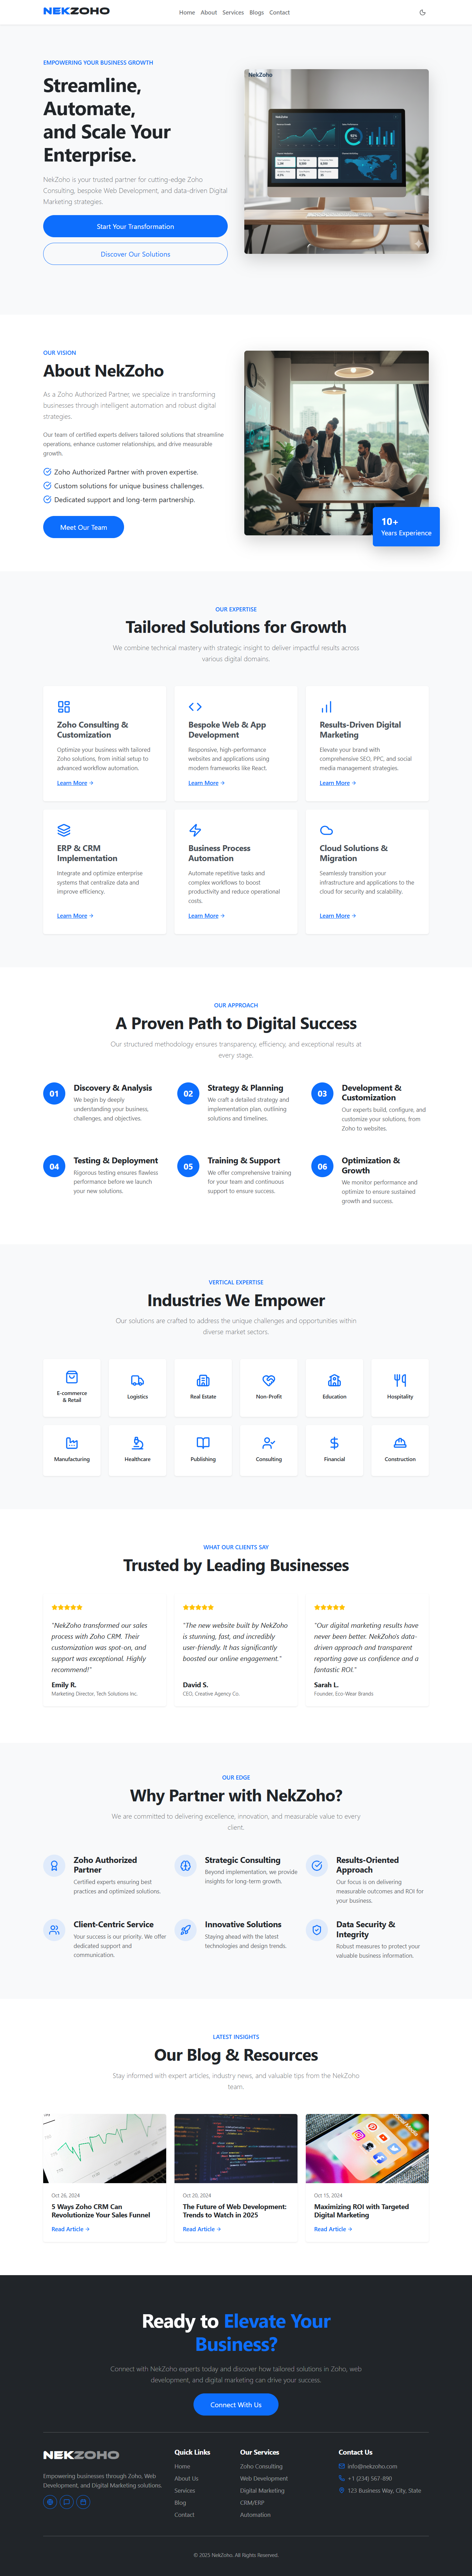 NEKZOHO
Home About Services Blogs Contact
EMPOWERING YOUR BUSINESS GROWTH
Streamline,
Automate,
and Scale Your
Enterprise.
NekZoho is your trusted partner for cutting-edge Zoho
Consulting, bespoke Web Development, and data-driven Digital
Marketing strategies.
Start Your Transformation
Discover Our Solutions
NekZoho
OUR VISION
About NekZoho
As a Zoho Authorized Partner, we specialize in transforming
businesses through intelligent automation and robust digital
strategies.
Our team of certified experts delivers tailored solutions that streamline
operations, enhance customer relationships, and drive measurable
growth.
Zoho Authorized Partner with proven expertise.
Custom solutions for unique business challenges.
Dedicated support and long-term partnership.
Meet Our Team
10+
Years Experience
OUR EXPERTISE
Tailored Solutions for Growth
We combine technical mastery with strategic insight to deliver impactful results across
various digital domains.
Zoho Consulting &
Customization
Optimize your business with tailored
Zoho solutions, from initial setup to
advanced workflow automation.
Learn More →
Bespoke Web & App
Development
Responsive, high-performance
websites and applications using
modern frameworks like React.
Learn More →
Results-Driven Digital
Marketing
Elevate your brand with
comprehensive SEO, PPC, and social
media management strategies.
Learn More →
ERP & CRM
Implementation
Integrate and optimize enterprise
systems that centralize data and
improve efficiency.
Learn More →
Business Process
Automation
Automate repetitive tasks and
complex workflows to boost
productivity and reduce operational
costs.
Learn More →
Cloud Solutions &
Migration
Seamlessly transition your
infrastructure and applications to the
cloud for security and scalability.
Learn More →
OUR APPROACH
A Proven Path to Digital Success
Our structured methodology ensures transparency, efficiency, and exceptional results at
every stage.
01
Discovery & Analysis
We begin by deeply
understanding your business,
challenges, and objectives.
02
Strategy & Planning
We craft a detailed strategy and
implementation plan, outlining
solutions and timelines.
03
Development &
Customization
Our experts build, configure, and
customize your solutions, from
Zoho to websites.
04
Testing & Deployment
Rigorous testing ensures flawless
performance before we launch
your new solutions.
05
Training & Support
We offer comprehensive training
for your team and continuous
support to ensure success.
06
Optimization &
Growth
We monitor performance and
optimize to ensure sustained
growth and success.
VERTICAL EXPERTISE
Industries We Empower
Our solutions are crafted to address the unique challenges and opportunities within
diverse market sectors.
E-commerce
& Retail
Logistics
Real Estate
Non-Profit
Education
Hospitality
Manufacturing
Healthcare
Publishing
Consulting
Financial
Construction
WHAT OUR CLIENTS SAY
Trusted by Leading Businesses
"NekZoho transformed our sales
process with Zoho CRM. Their
customization was spot-on, and
support was exceptional. Highly
recommend!"
Emily R.
Marketing Director, Tech Solutions Inc.
"The new website built by NekZoho
is stunning, fast, and incredibly
user-friendly. It has significantly
boosted our online engagement."
David S.
CEO, Creative Agency Co.
"Our digital marketing results have
never been better. NekZoho's data-
driven approach and transparent
reporting gave us confidence and a
fantastic ROI."
Sarah L.
Founder, Eco-Wear Brands
OUR EDGE
Why Partner with NekZoho?
We are committed to delivering excellence, innovation, and measurable value to every
client.
Zoho Authorized
Partner
Certified experts ensuring best
practices and optimized solutions.
Strategic Consulting
Beyond implementation, we provide
insights for long-term growth.
Results-Oriented
Approach
Our focus is on delivering
measurable outcomes and ROI for
your business.
Client-Centric Service
Your success is our priority. We offer
dedicated support and
communication.
Innovative Solutions
Staying ahead with the latest
technologies and design trends.
Data Security &
Integrity
Robust measures to protect your
valuable business information.
LATEST INSIGHTS
Our Blog & Resources
Stay informed with expert articles, industry news, and valuable tips from the NekZoho
team.
Oct 26, 2024
5 Ways Zoho CRM Can
Revolutionize Your Sales Funnel
Read Article →
Oct 20, 2024
The Future of Web Development:
Trends to Watch in 2025
Read Article →
Oct 15, 2024
Maximizing ROI with Targeted
Digital Marketing
Read Article →
Ready to Elevate Your
Business?
Connect with NekZoho experts today and discover how tailored solutions in Zoho, web
development, and digital marketing can drive your success.
Connect With Us
NEKZOHO
Empowering businesses through Zoho, Web
Development, and Digital Marketing solutions.
Quick Links
Home
About Us
Services
Blog
Contact
Our Services
Zoho Consulting
Web Development
Digital Marketing
CRM/ERP
Automation
Contact Us
info@nekzoho.com
+1 (234) 567-890
123 Business Way, City, State
© 2025 NekZoho. All Rights Reserved.